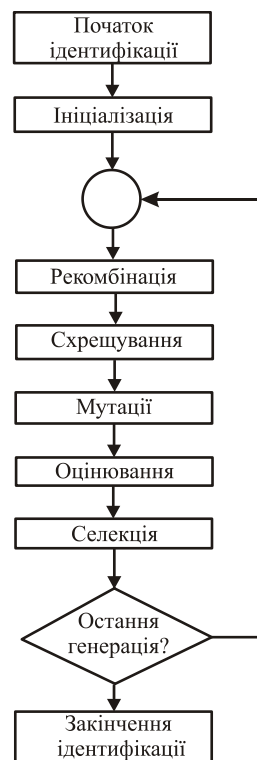 Початок
ідентифікації
Ініціалізація
Рекомбінація
Схрещування
Мутації
Оцінювання
Селекція
Остання
генерація?
Закінчення
ідентифікації